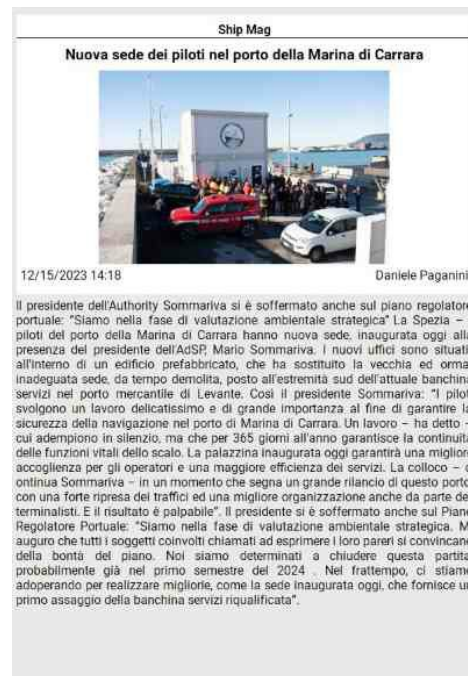 Ship Mag
Nuova sede dei piloti nel porto della Marina di Carrara
12/15/2023 14:18
Daniele Paganini
Il presidente dell'Authority Sommariva si è soffermato anche sul piano regolatore
portuale: "Siamo nella fase di valutazione ambientale strategica" La Spezia –
piloti del porto della Marina di Carrara hanno nuova sede, inaugurata oggi alla
presenza del presidente dell'AdSP, Mario Sommariva. I nuovi uffici sono situati
all'interno di un edificio prefabbricato, che ha sostituito la vecchia ed ormai
inadeguata sede, da tempo demolita, posto all'estremità sud dell'attuale banchina
servizi nel porto mercantile di Levante. Così il presidente Sommariva: "I piloti
svolgono un lavoro delicatissimo e di grande importanza al fine di garantire la
sicurezza della navigazione nel porto di Marina di Carrara. Un lavoro – ha detto –
cui adempiono in silenzio, ma che per 365 giorni all'anno garantisce la continuità
delle funzioni vitali dello scalo. La palazzina inaugurata oggi garantirà una migliore
accoglienza per gli operatori e una maggiore efficienza dei servizi. La colloco – c
ontinua Sommariva – in un momento che segna un grande rilancio di questo porto
con una forte ripresa dei traffici ed una migliore organizzazione anche da parte dei
terminalisti. E il risultato è palpabile". Il presidente si è soffermato anche sul Piano
Regolatore Portuale: "Siamo nella fase di valutazione ambientale strategica. M
auguro che tutti i soggetti coinvolti chiamati ad esprimere i loro pareri si convincano
della bontà del piano. Noi siamo determinati a chiudere questa partita
probabilmente già nel primo semestre del 2024 . Nel frattempo, ci stiamo
adoperando per realizzare migliorie, come la sede inaugurata oggi, che fornisce un
primo assaggio della banchina servizi riqualificata".